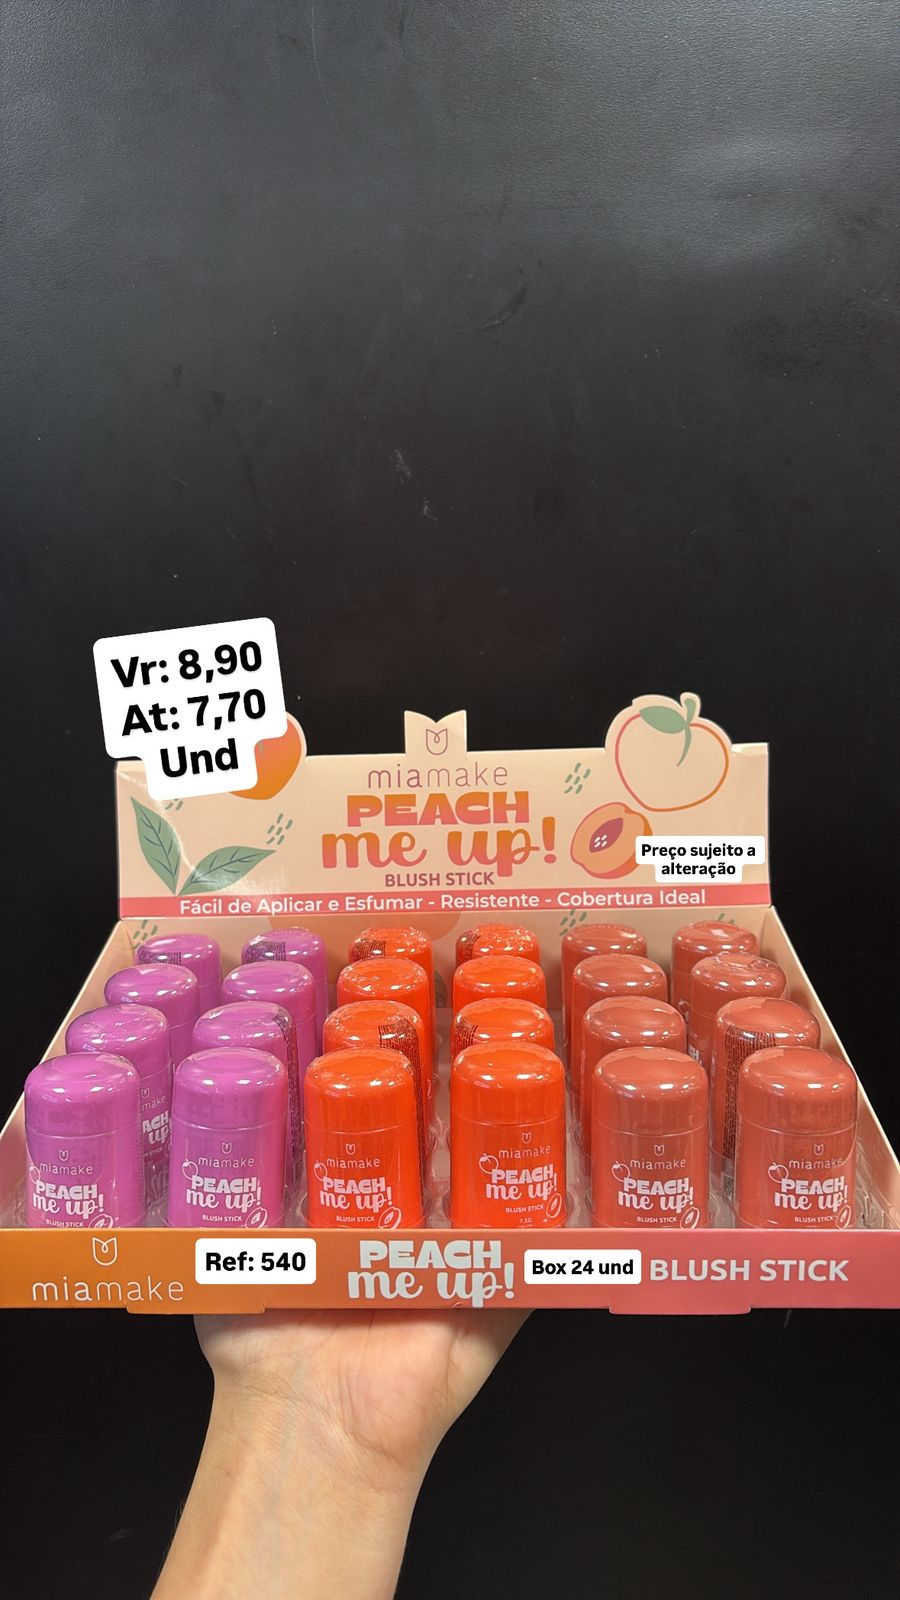 Vr: 8,90
At: 7,70
Und
miamake
PEACH
me up!
BLUSH STICK
Preço sujeito a
alteração
Fácil de Aplicar e Esfumar - Resistente - Cobertura Ideal
miamake
PEACH
me up!
BLUSH STICK
miamake
PEACH
me up!
BLUSH STICK
miamake
PEACH
me up!
BLUSH STICK
miamake
PEACH
me up!
BLUSH STICK
7,5G
miamake
PEACH
me up!
BLUSH STICK
miamake
PEACH
me up!
BLUSH STICK
miamake
Ref: 540
PEACH
me up!
Box 24 und
BLUSH STICK